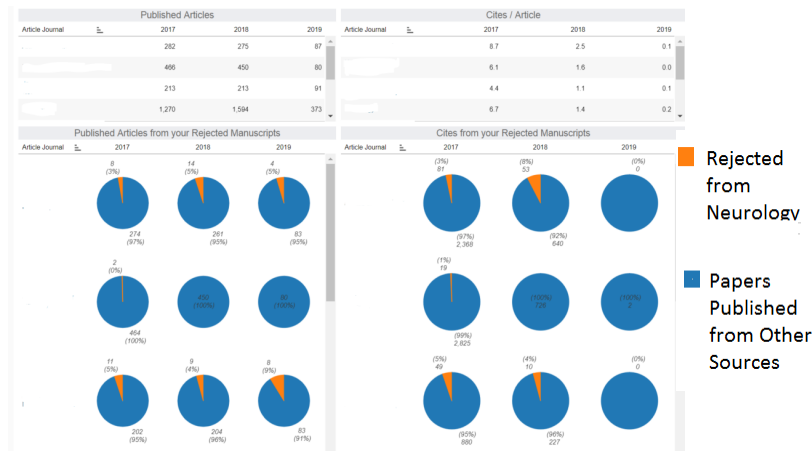 Published Articles
Article Journal 2017 2018 2019
282 275 87
466 450 80
213 213 91
1,270 1,594 373
Cites / Article
Article Journal 2017 2018 2019
8.7 2.5 0.1
6.1 1.6 0.0
4.4 1.1 0.1
6.7 1.4 0.2
Published Articles from your Rejected Manuscripts
Article Journal 2017 2018 2019
8 14 4
(3%) (5%) (5%)
274 261 83
(97%) (95%) (95%)
2
(0%)
450 80
(100%) (100%)
464
(100%)
11 9 8
(5%) (4%) (9%)
202 204 83
(95%) (96%) (91%)
Cites from your Rejected Manuscripts
Article Journal 2017 2018 2019
(3%) (8%) (0%)
81 53 0
(97%) (92%)
2,368 640
(1%)
19
(100%) (100%)
726 2
(99%)
2,825
(5%) (4%) (0%)
49 10 0
(95%) (96%)
880 227
Rejected
from
Neurology
Papers
Published
from Other
Sources